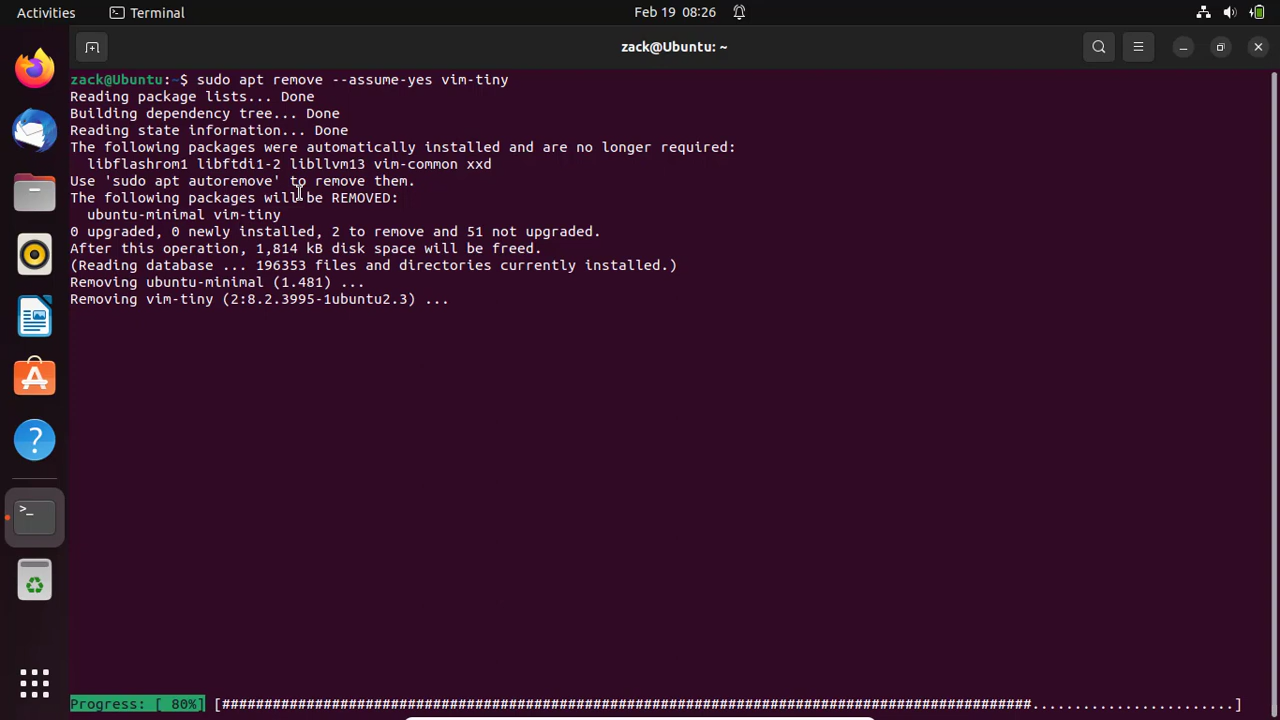 Activities Terminal Feb 19 08:26
zack@Ubuntu: ~
zack@Ubuntu:~$ sudo apt remove --assume-yes vim-tiny
Reading package lists... Done
Building dependency tree... Done
Reading state information... Done
The following packages were automatically installed and are no longer required:
  libflashrom1 libftdi1-2 libllvm13 vim-common xxd
Use 'sudo apt autoremove' to remove them.
The following packages will be REMOVED:
  ubuntu-minimal vim-tiny
0 upgraded, 0 newly installed, 2 to remove and 51 not upgraded.
After this operation, 1,814 kB disk space will be freed.
(Reading database ... 196353 files and directories currently installed.)
Removing ubuntu-minimal (1.481) ...
Removing vim-tiny (2:8.2.3995-1ubuntu2.3) ...
Progress: [ 80%] [################################################################################################........................]